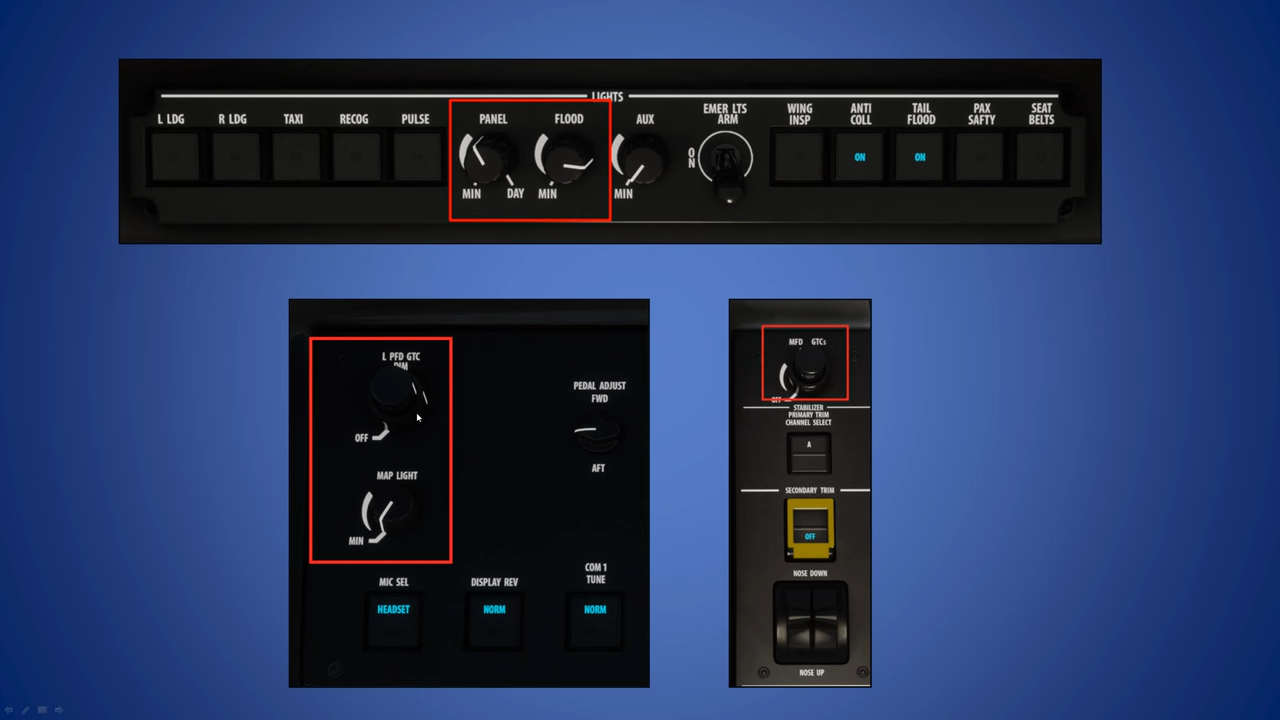 LIGHTS
L LDG R LDG TAXI RECOG PULSE PANEL FLOOD AUX EMER LTS ARM WING INSP ANTI COLL TAIL FLOOD PAX SAFTY SEAT BELTS
ON
ON ON
MIN DAY MIN MIN
L PFD GTC
DIM
OFF
MAP LIGHT
MIN
PEDAL ADJUST
FWD
AFT
MIC SEL DISPLAY REV COM 1 TUNE
HEADSET NORM NORM
MFD GTCs
OFF
STABILIZER
PRIMARY TRIM
CHANNEL SELECT
A
SECONDARY TRIM
OFF
NOSE DOWN
NOSE UP